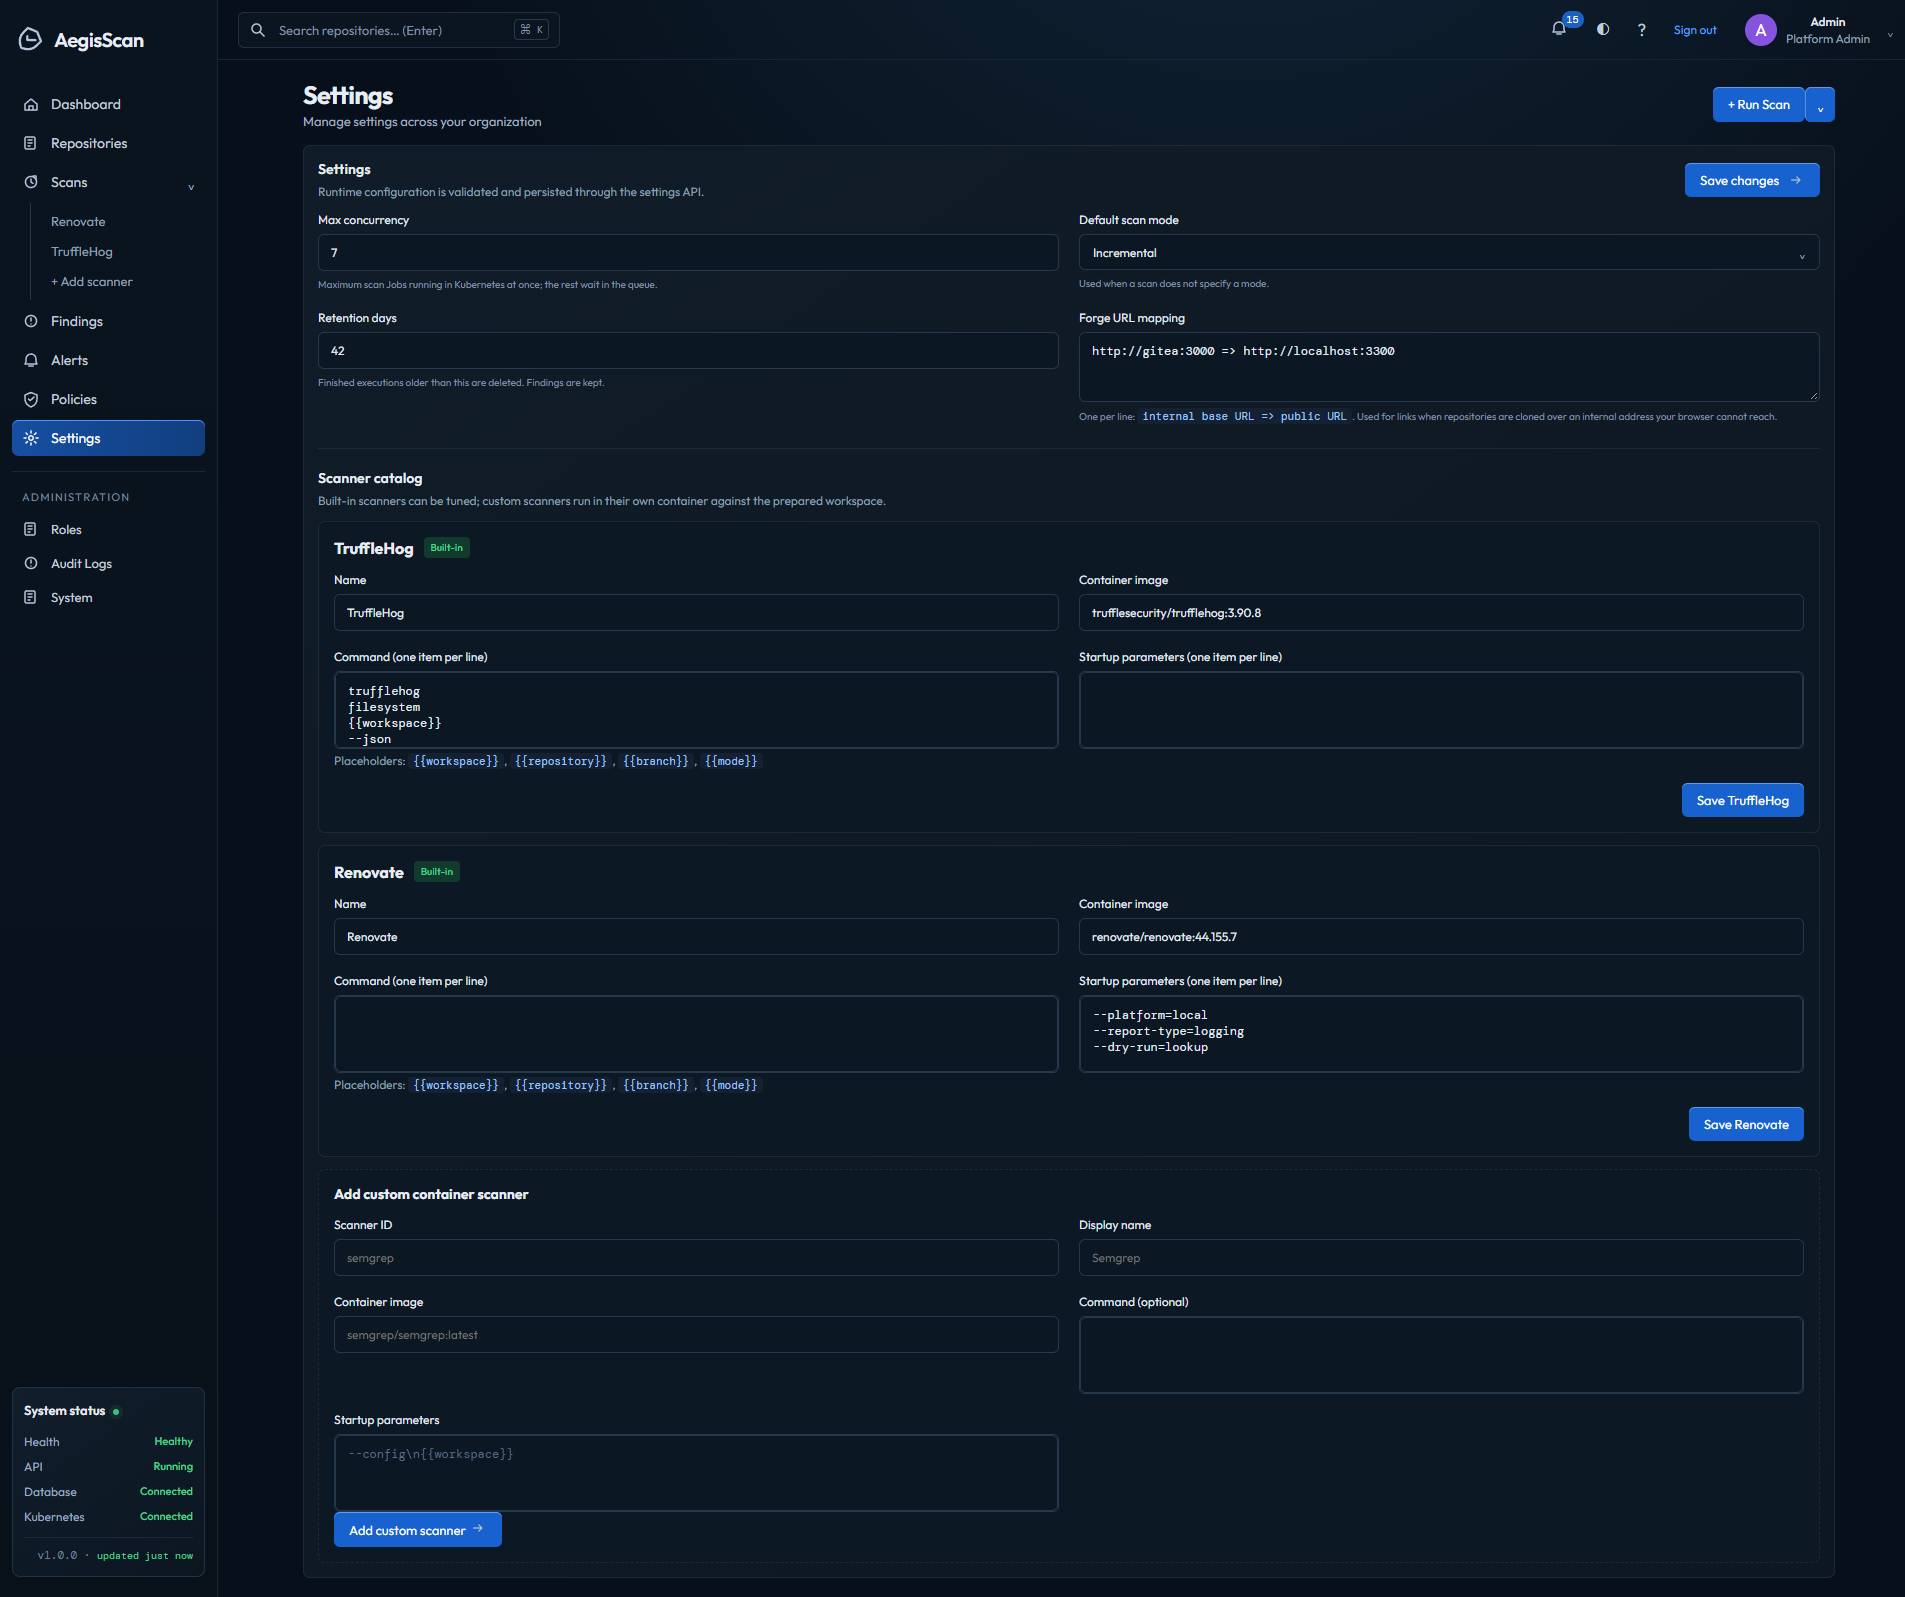 AegisScan
Search repositories... (Enter)
⌘ K
15
?
Sign out
A
Admin
Platform Admin
Dashboard
Repositories
Scans
Renovate
TruffleHog
+ Add scanner
Findings
Alerts
Policies
Settings
ADMINISTRATION
Roles
Audit Logs
System
System status
Health Healthy
API Running
Database Connected
Kubernetes Connected
v1.0.0 · updated just now
Settings
Manage settings across your organization
+ Run Scan
Settings
Runtime configuration is validated and persisted through the settings API.
Save changes →
Max concurrency
7
Maximum scan Jobs running in Kubernetes at once; the rest wait in the queue.
Default scan mode
Incremental
Used when a scan does not specify a mode.
Retention days
42
Finished executions older than this are deleted. Findings are kept.
Forge URL mapping
http://gitea:3000 => http://localhost:3300
One per line: internal base URL => public URL . Used for links when repositories are cloned over an internal address your browser cannot reach.
Scanner catalog
Built-in scanners can be tuned; custom scanners run in their own container against the prepared workspace.
TruffleHog Built-in
Name
TruffleHog
Container image
trufflesecurity/trufflehog:3.90.8
Command (one item per line)
trufflehog
filesystem
{{workspace}}
--json
Startup parameters (one item per line)
Placeholders: {{workspace}} , {{repository}} , {{branch}} , {{mode}}
Save TruffleHog
Renovate Built-in
Name
Renovate
Container image
renovate/renovate:44.155.7
Command (one item per line)
Startup parameters (one item per line)
--platform=local
--report-type=logging
--dry-run=lookup
Placeholders: {{workspace}} , {{repository}} , {{branch}} , {{mode}}
Save Renovate
Add custom container scanner
Scanner ID
semgrep
Display name
Semgrep
Container image
semgrep/semgrep:latest
Command (optional)
Startup parameters
--config\n{{workspace}}
Add custom scanner →